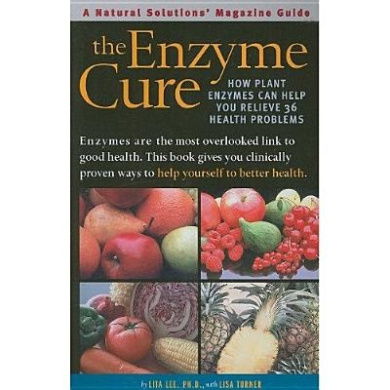 A Natural Solutions' Magazine Guide
the Enzyme
Cure
HOW PLANT
ENZYMES CAN HELP
YOU RELIEVE 36
HEALTH PROBLEMS
Enzymes are the most overlooked link to
good health. This book gives you clinically
proven ways to help yourself to better health.
by LITA LEE, PH.D., with LISA TURNER